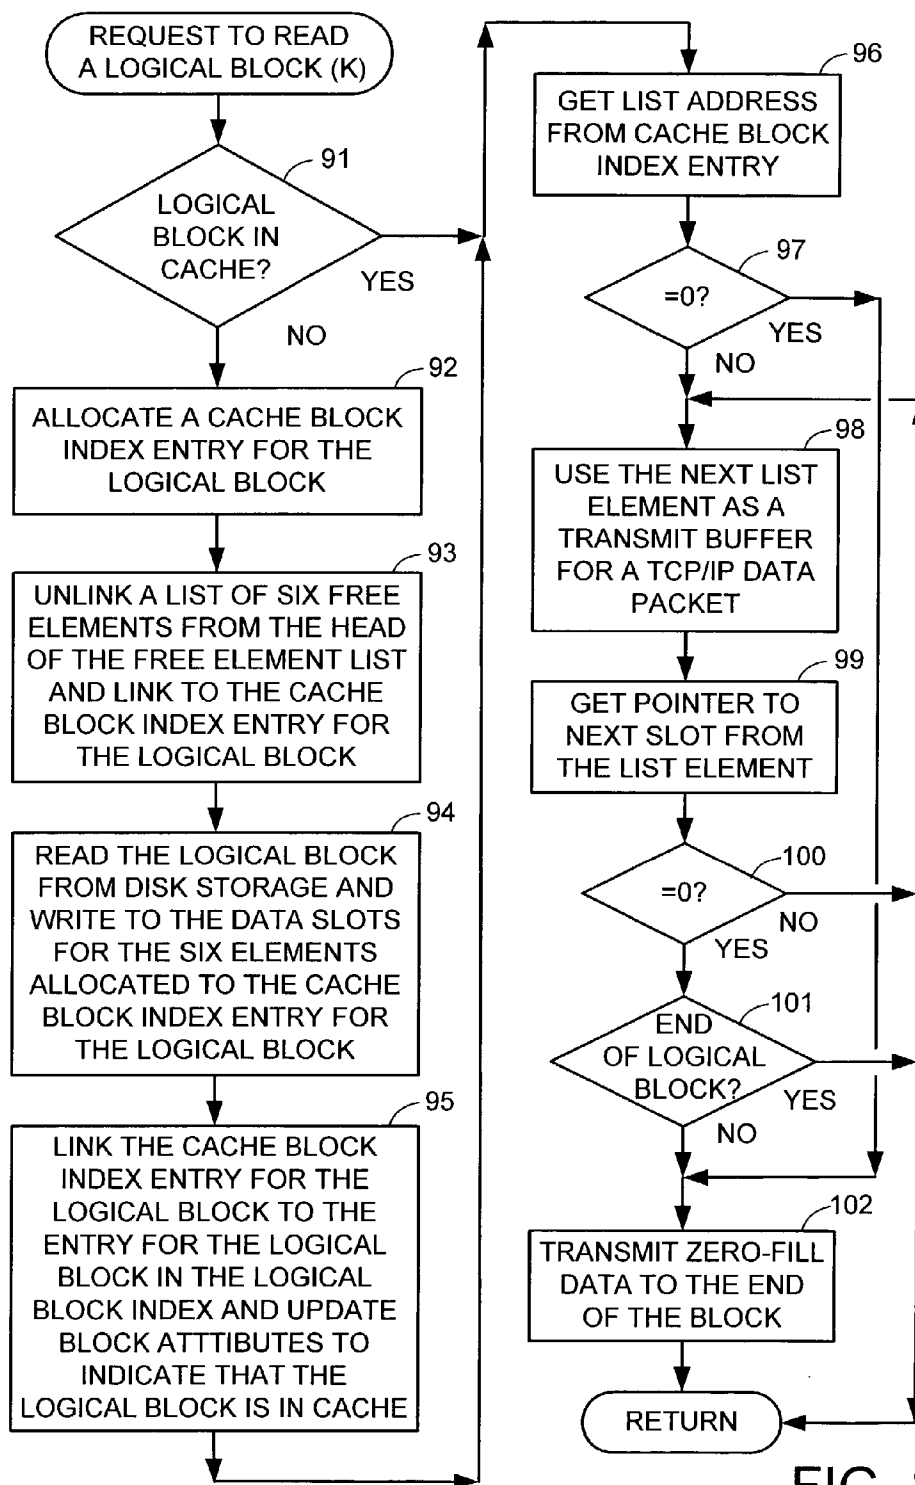 REQUEST TO READ
A LOGICAL BLOCK (K)
91
LOGICAL
BLOCK IN
CACHE?
YES
NO
92
ALLOCATE A CACHE BLOCK
INDEX ENTRY FOR THE
LOGICAL BLOCK
93
UNLINK A LIST OF SIX FREE
ELEMENTS FROM THE HEAD
OF THE FREE ELEMENT LIST
AND LINK TO THE CACHE
BLOCK INDEX ENTRY FOR
THE LOGICAL BLOCK
94
READ THE LOGICAL BLOCK
FROM DISK STORAGE AND
WRITE TO THE DATA SLOTS
FOR THE SIX ELEMENTS
ALLOCATED TO THE CACHE
BLOCK INDEX ENTRY FOR
THE LOGICAL BLOCK
95
LINK THE CACHE BLOCK
INDEX ENTRY FOR THE
LOGICAL BLOCK TO THE
ENTRY FOR THE LOGICAL
BLOCK IN THE LOGICAL
BLOCK INDEX AND UPDATE
BLOCK ATTTIBUTES TO
INDICATE THAT THE
LOGICAL BLOCK IS IN CACHE
96
GET LIST ADDRESS
FROM CACHE BLOCK
INDEX ENTRY
97
=0?
YES
NO
98
USE THE NEXT LIST
ELEMENT AS A
TRANSMIT BUFFER
FOR A TCP/IP DATA
PACKET
99
GET POINTER TO
NEXT SLOT FROM
THE LIST ELEMENT
100
=0?
NO
YES
101
END
OF LOGICAL
BLOCK?
YES
NO
102
TRANSMIT ZERO-FILL
DATA TO THE END
OF THE BLOCK
RETURN
FIG.